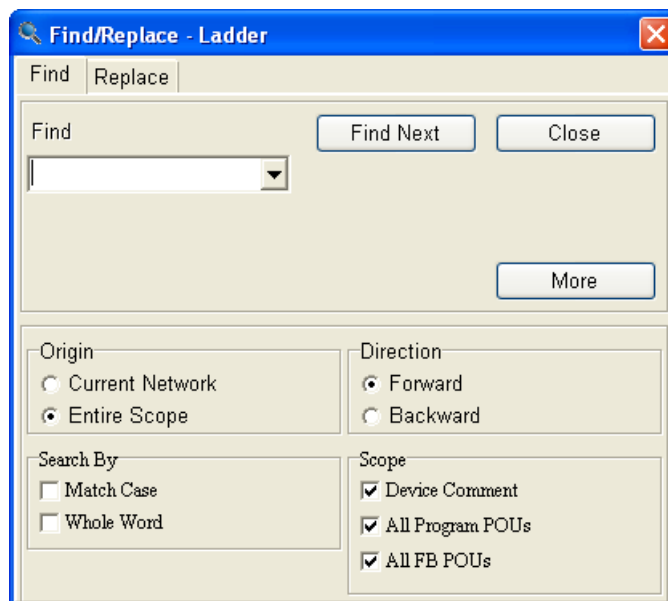 Find/Replace - Ladder
Find
Replace
Find
Find Next
Close
More
Origin
Current Network
Entire Scope
Direction
Forward
Backward
Search By
Match Case
Whole Word
Scope
Device Comment
All Program POUs
All FB POUs